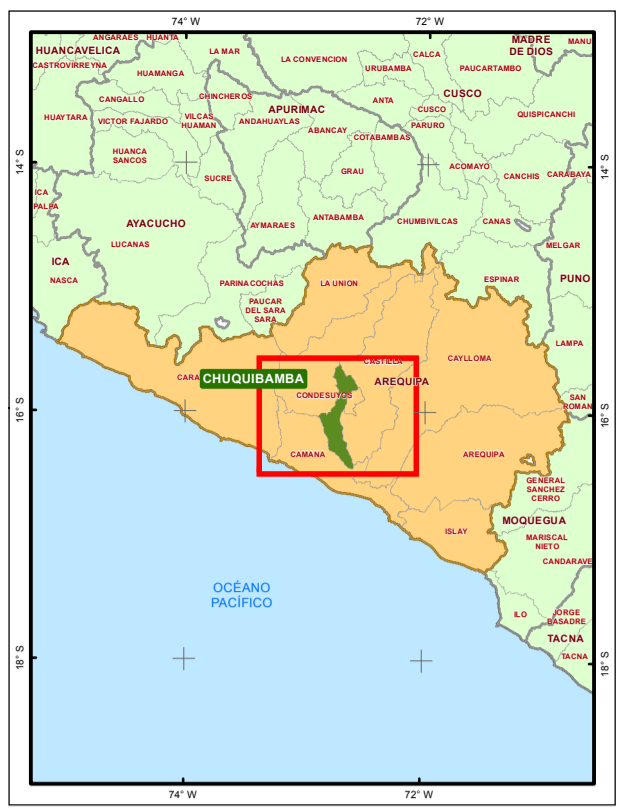 74° W
72° W
ANGARAES
HUANTA
MADRE
DE DIOS
MANU
HUANCAVELICA
LA MAR
LA CONVENCION
CALCA
CASTROVIRREYNA
HUAMANGA
URUBAMBA
PAUCARTAMBO
CANGALLO
CHINCHEROS
ANTA
CUSCO
HUAYTARA
VICTOR FAJARDO
VILCAS
HUAMAN
APURIMAC
ANDAHUAYLAS
CUSCO
QUISPICANCHI
ABANCAY
PARURO
COTABAMBAS
14° S
HUANCA
SANCOS
SUCRE
GRAU
ACOMAYO
CANCHIS
CARABAYA
14° S
ICA
PALPA
AYACUCHO
AYMARAES
ANTABAMBA
CHUMBIVILCAS
CANAS
LUCANAS
MELGAR
ICA
NASCA
PARINACOCHAS
LA UNION
ESPINAR
PUNO
PAUCAR
DEL SARA
SARA
LAMPA
CASTILLA
CAYLLOMA
CARA
CHUQUIBAMBA
AREQUIPA
CONDESUYOS
SAN
ROMAN
16° S
16° S
CAMANA
AREQUIPA
GENERAL
SANCHEZ
CERRO
MOQUEGUA
ISLAY
MARISCAL
NIETO
CANDARAVE
OCÉANO
PACÍFICO
ILO
JORGE
BASADRE
TACNA
TACNA
18° S
18° S
74° W
72° W